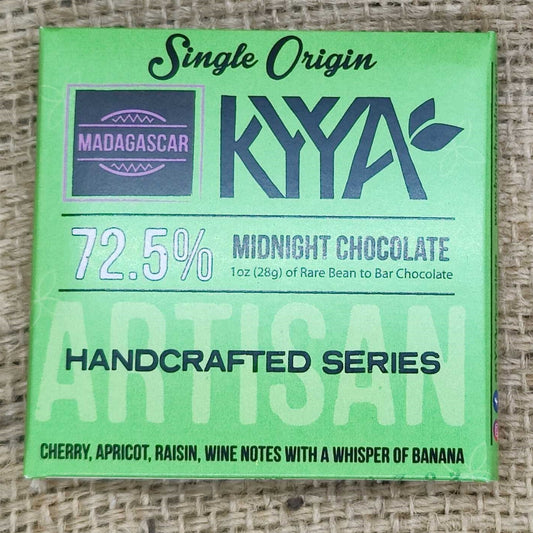 Single Origin
MADAGASCAR
KYYA
72.5%
MIDNIGHT CHOCOLATE
1oz (28g) of Rare Bean to Bar Chocolate
ARTISAN
HANDCRAFTED SERIES
CHERRY, APRICOT, RAISIN, WINE NOTES WITH A WHISPER OF BANANA